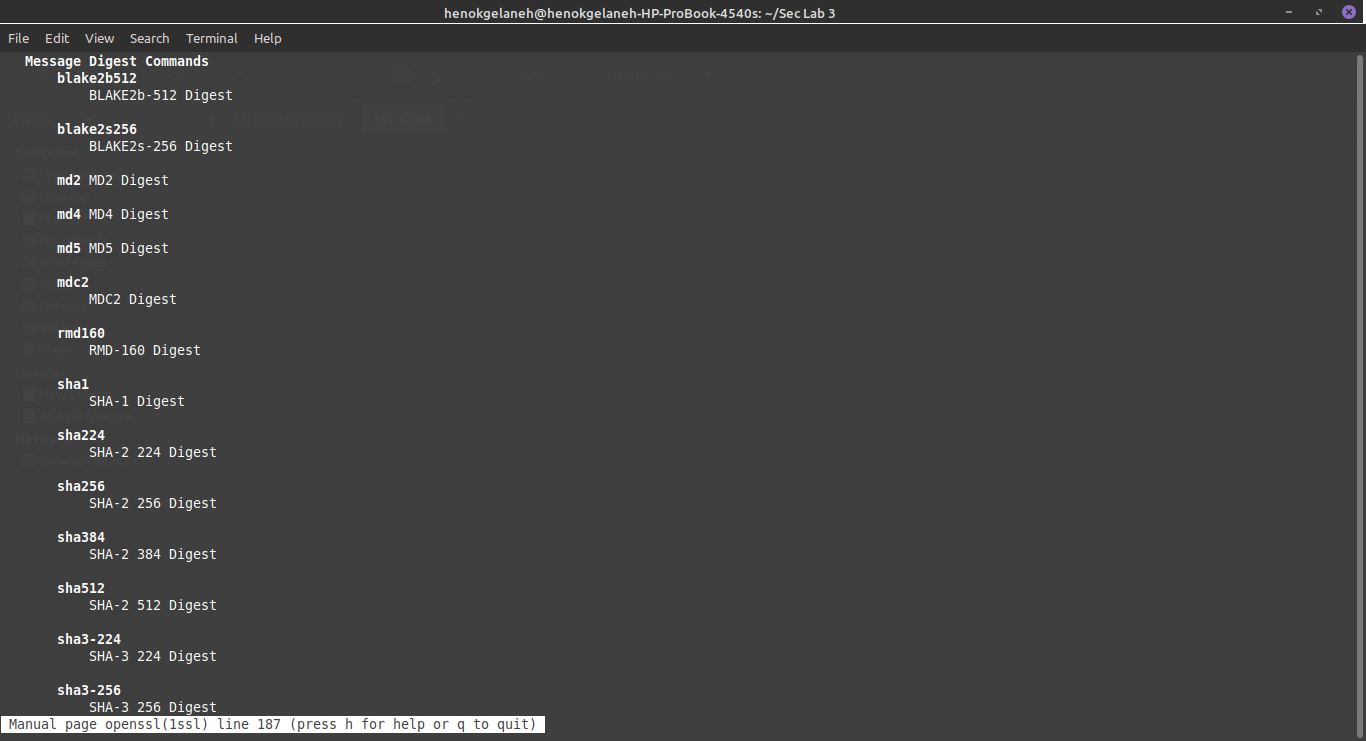 henokgelaneh@henokgelaneh-HP-ProBook-4540s: ~/Sec Lab 3
File Edit View Search Terminal Help
Message Digest Commands
blake2b512
BLAKE2b-512 Digest
blake2s256
BLAKE2s-256 Digest
md2 MD2 Digest
md4 MD4 Digest
md5 MD5 Digest
mdc2
MDC2 Digest
rmd160
RMD-160 Digest
sha1
SHA-1 Digest
sha224
SHA-2 224 Digest
sha256
SHA-2 256 Digest
sha384
SHA-2 384 Digest
sha512
SHA-2 512 Digest
sha3-224
SHA-3 224 Digest
sha3-256
SHA-3 256 Digest
Manual page openssl(1ssl) line 187 (press h for help or q to quit)